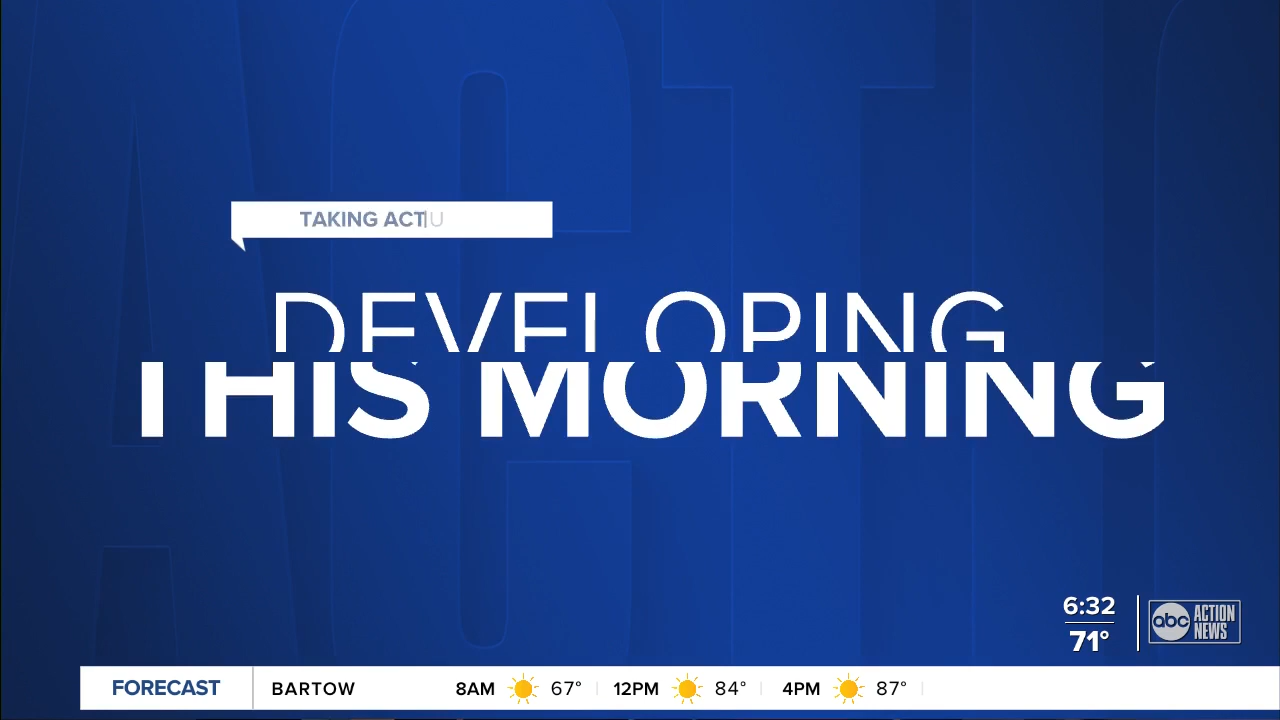 TAKING ACT
DEVELOPING
THIS MORNING
6:32
71°
abc ACTION NEWS
FORECAST BARTOW 8AM 67° 12PM 84° 4PM 87°